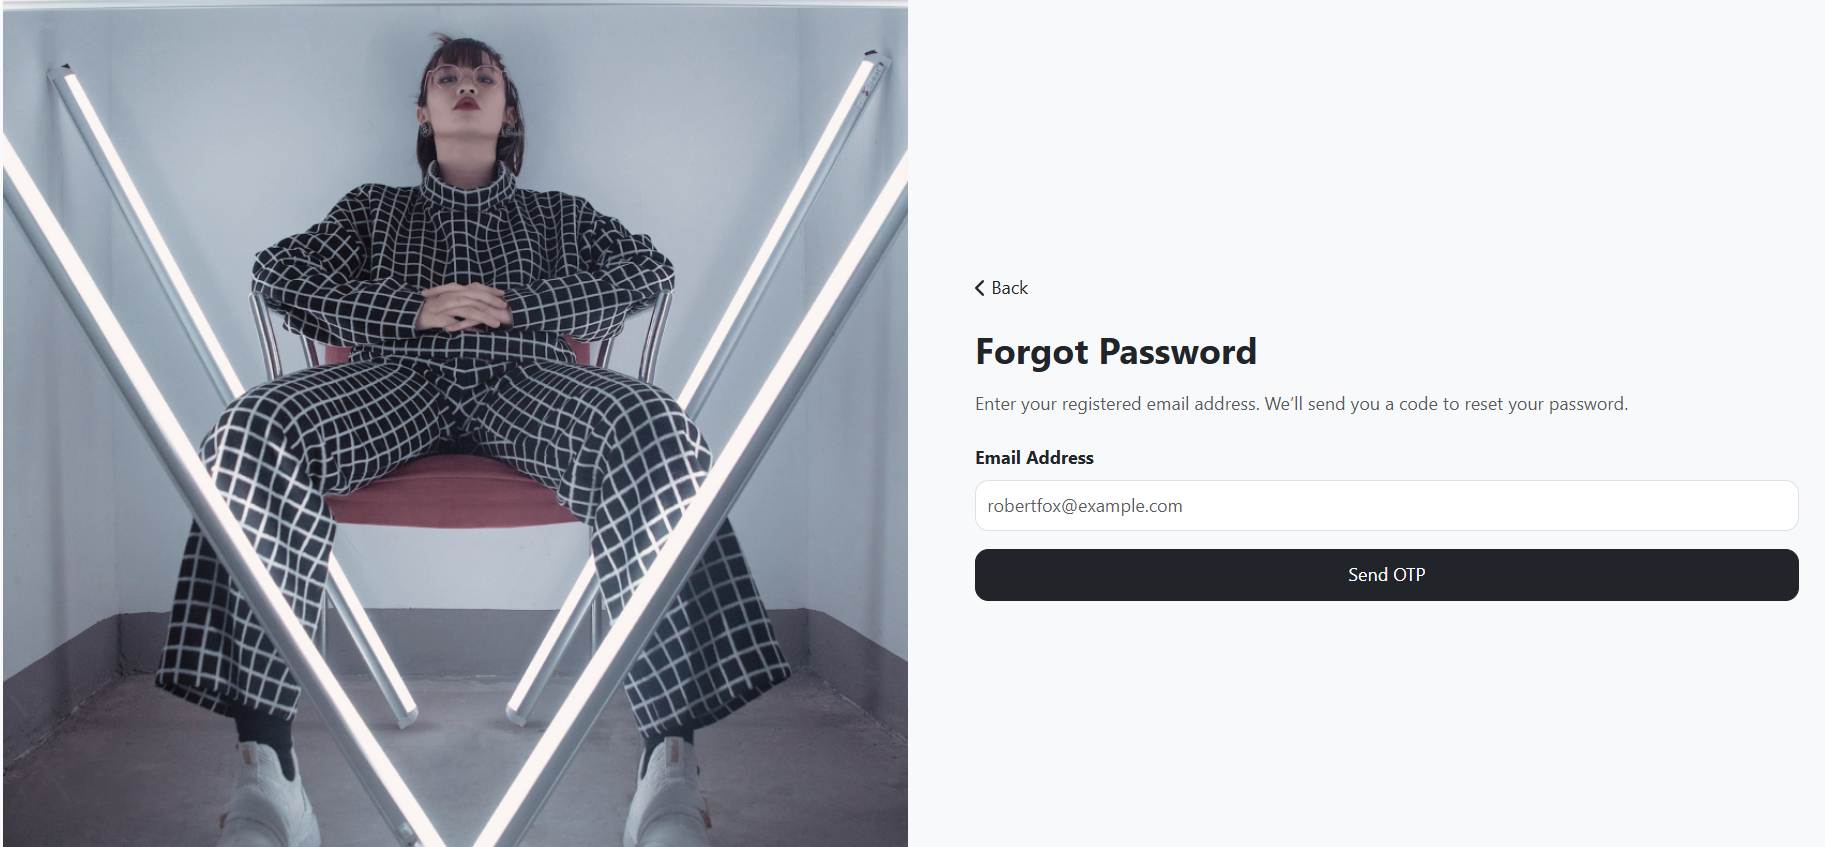 Back
Forgot Password
Enter your registered email address. We’ll send you a code to reset your password.
Email Address
robertfox@example.com
Send OTP